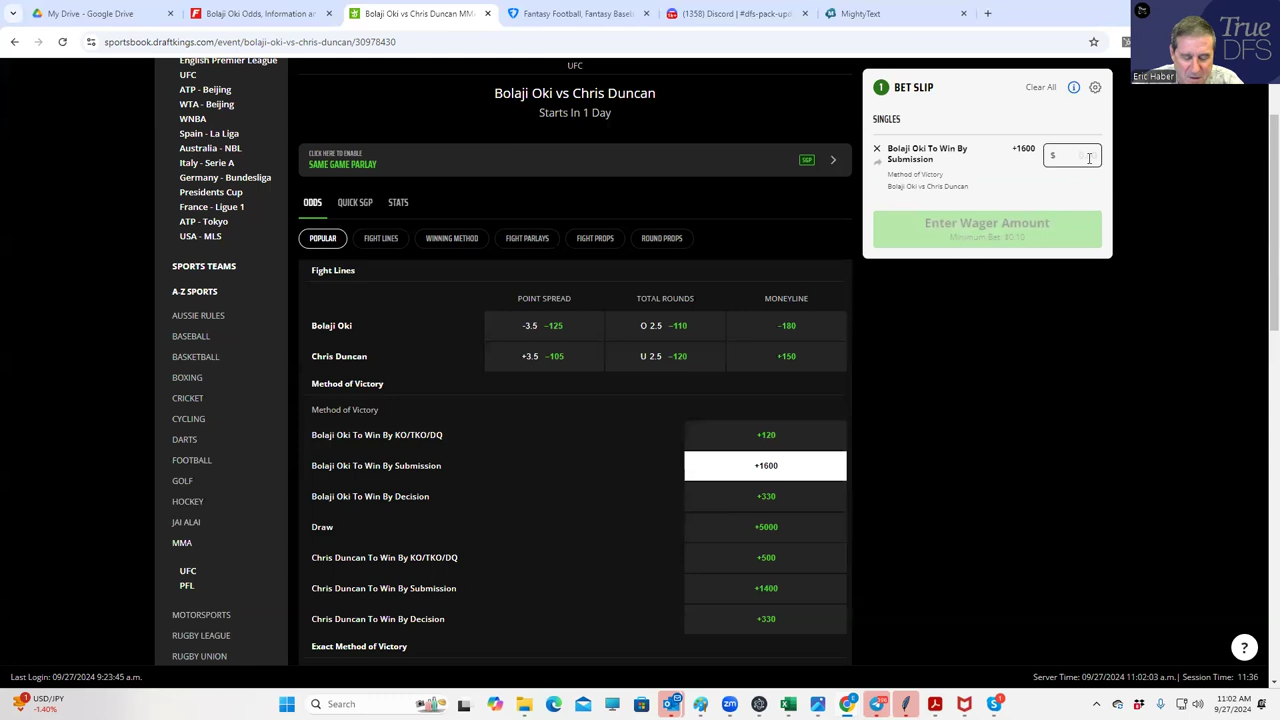 My Drive - Google Drive
Bolaji Oki Odds, Information an
Bolaji Oki vs Chris Duncan MM
Fantasy Football, Fantasy Baseb
(1358) Discord | #dfs-pack-upd
MightyText
sportsbook.draftkings.com/event/bolaji-oki-vs-chris-duncan/30978430
True
DFS
Eric Haber
English Premier League
UFC
ATP - Beijing
WTA - Beijing
WNBA
Spain - La Liga
Australia - NBL
Italy - Serie A
Germany - Bundesliga
Presidents Cup
France - Ligue 1
ATP - Tokyo
USA - MLS
SPORTS TEAMS
A-Z SPORTS
AUSSIE RULES
BASEBALL
BASKETBALL
BOXING
CRICKET
CYCLING
DARTS
FOOTBALL
GOLF
HOCKEY
JAI ALAI
MMA
UFC
PFL
MOTORSPORTS
RUGBY LEAGUE
RUGBY UNION
UFC
Bolaji Oki vs Chris Duncan
Starts In 1 Day
CLICK HERE TO ENABLE
SAME GAME PARLAY
SGP
ODDS QUICK SGP STATS
POPULAR FIGHT LINES WINNING METHOD FIGHT PARLAYS FIGHT PROPS ROUND PROPS
Fight Lines
POINT SPREAD TOTAL ROUNDS MONEYLINE
Bolaji Oki -3.5 −125 O 2.5 −110 −180
Chris Duncan +3.5 −105 U 2.5 −120 +150
Method of Victory
Method of Victory
Bolaji Oki To Win By KO/TKO/DQ +120
Bolaji Oki To Win By Submission +1600
Bolaji Oki To Win By Decision +330
Draw +5000
Chris Duncan To Win By KO/TKO/DQ +500
Chris Duncan To Win By Submission +1400
Chris Duncan To Win By Decision +330
Exact Method of Victory
1 BET SLIP Clear All
SINGLES
Bolaji Oki To Win By +1600 $
Submission
Method of Victory
Bolaji Oki vs Chris Duncan
Enter Wager Amount
Minimum Bet: $0.10
?
Last Login: 09/27/2024 9:23:45 a.m.
Server Time: 09/27/2024 11:02:03 a.m.| Session Time: 11:36
USD/JPY
-1.40%
Search
11:02 AM
9/27/2024